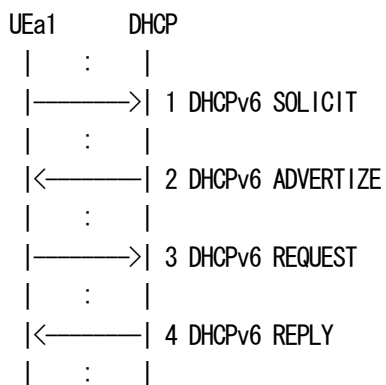 UEa1 DHCP
| : |
|-------->| 1 DHCPv6 SOLICIT
| : |
|<--------| 2 DHCPv6 ADVERTIZE
| : |
|-------->| 3 DHCPv6 REQUEST
| : |
|<--------| 4 DHCPv6 REPLY
| : |